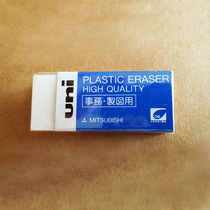 uni
PLASTIC ERASER
HIGH QUALITY
事務・製図用
MITSUBISHI